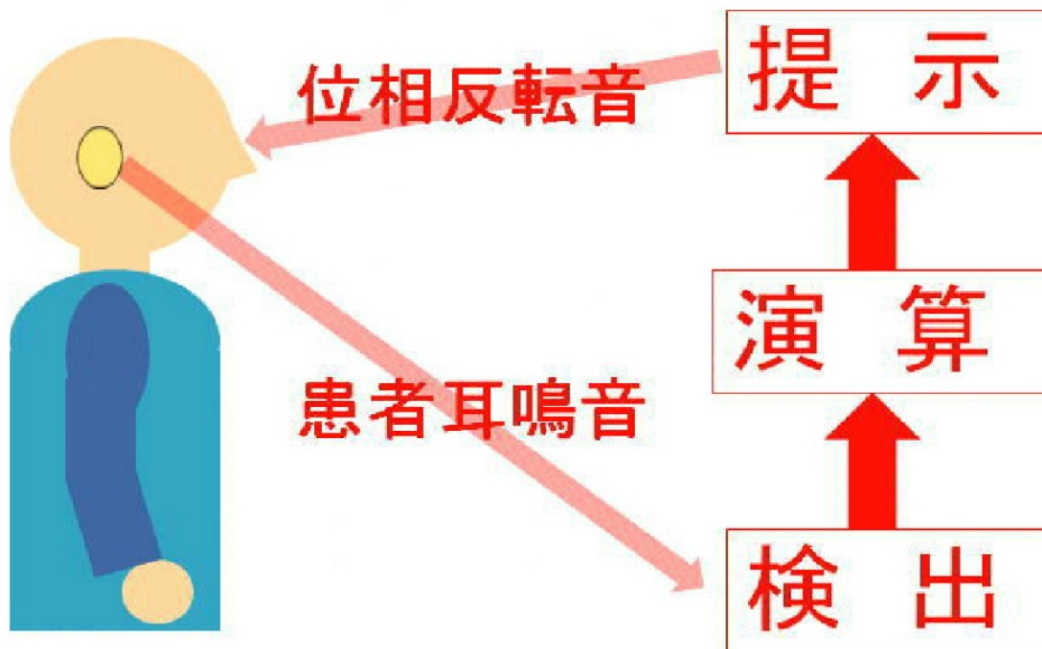 位相反転音
提示
演算
患者耳鳴音
検出